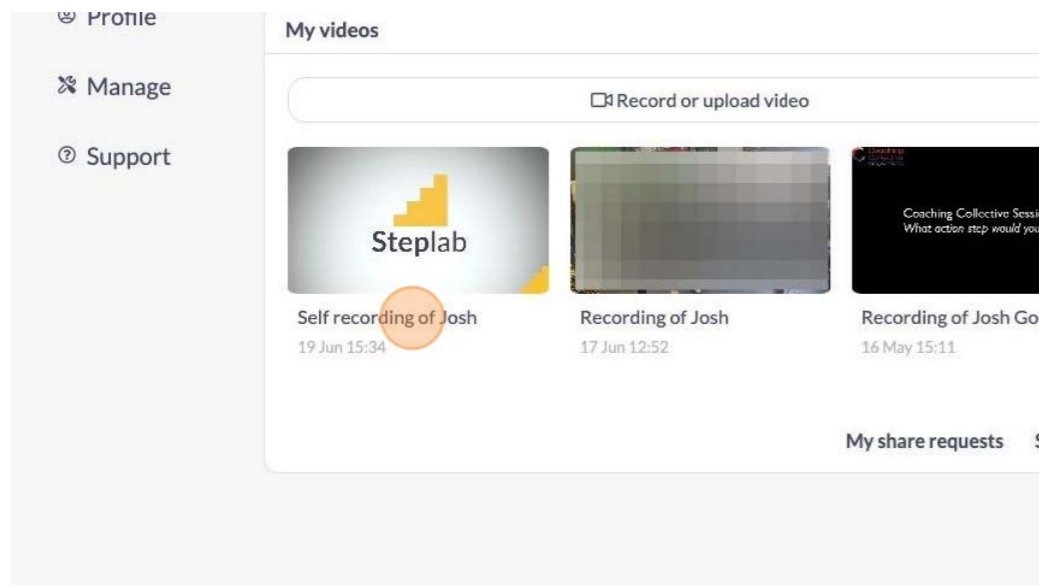 Profile
My videos
Manage
Record or upload video
Support
Steplab
Coaching Collective Sessi
What action step would you
Self recording of Josh
Recording of Josh
Recording of Josh Go
19 Jun 15:34
17 Jun 12:52
16 May 15:11
My share requests